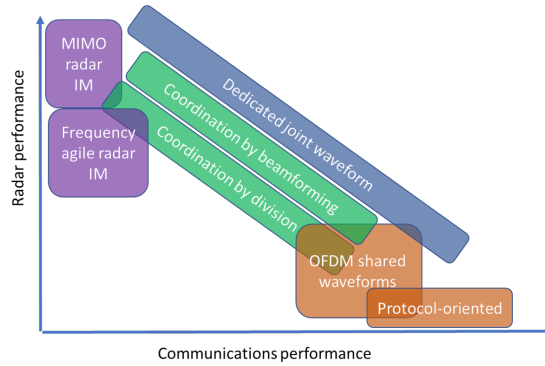 Radar performance
MIMO
radar
IM
Frequency
agile radar
IM
Dedicated joint waveform
Coordination by beamforming
Coordination by division
OFDM shared
waveforms
Protocol-oriented
Communications performance